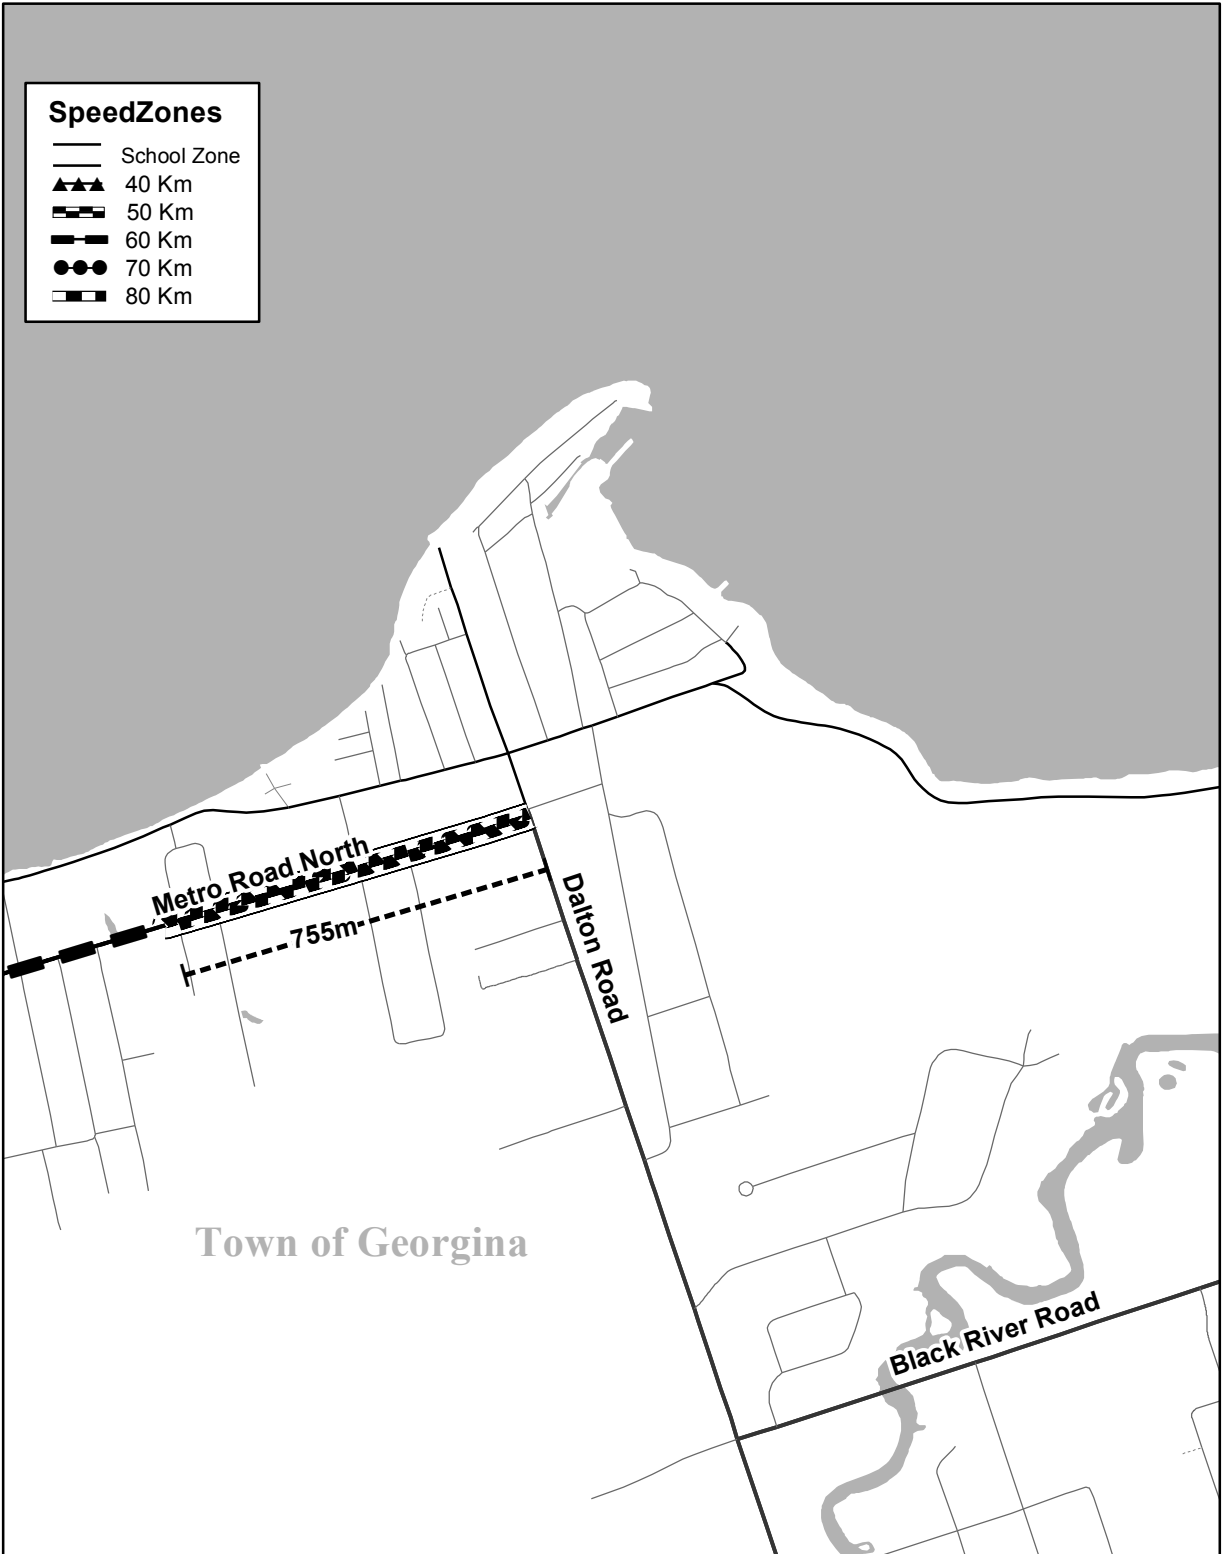 SpeedZones
School Zone
40 Km
50 Km
60 Km
70 Km
80 Km
Metro Road North
755m
Dalton Road
Town of Georgina
Black River Road